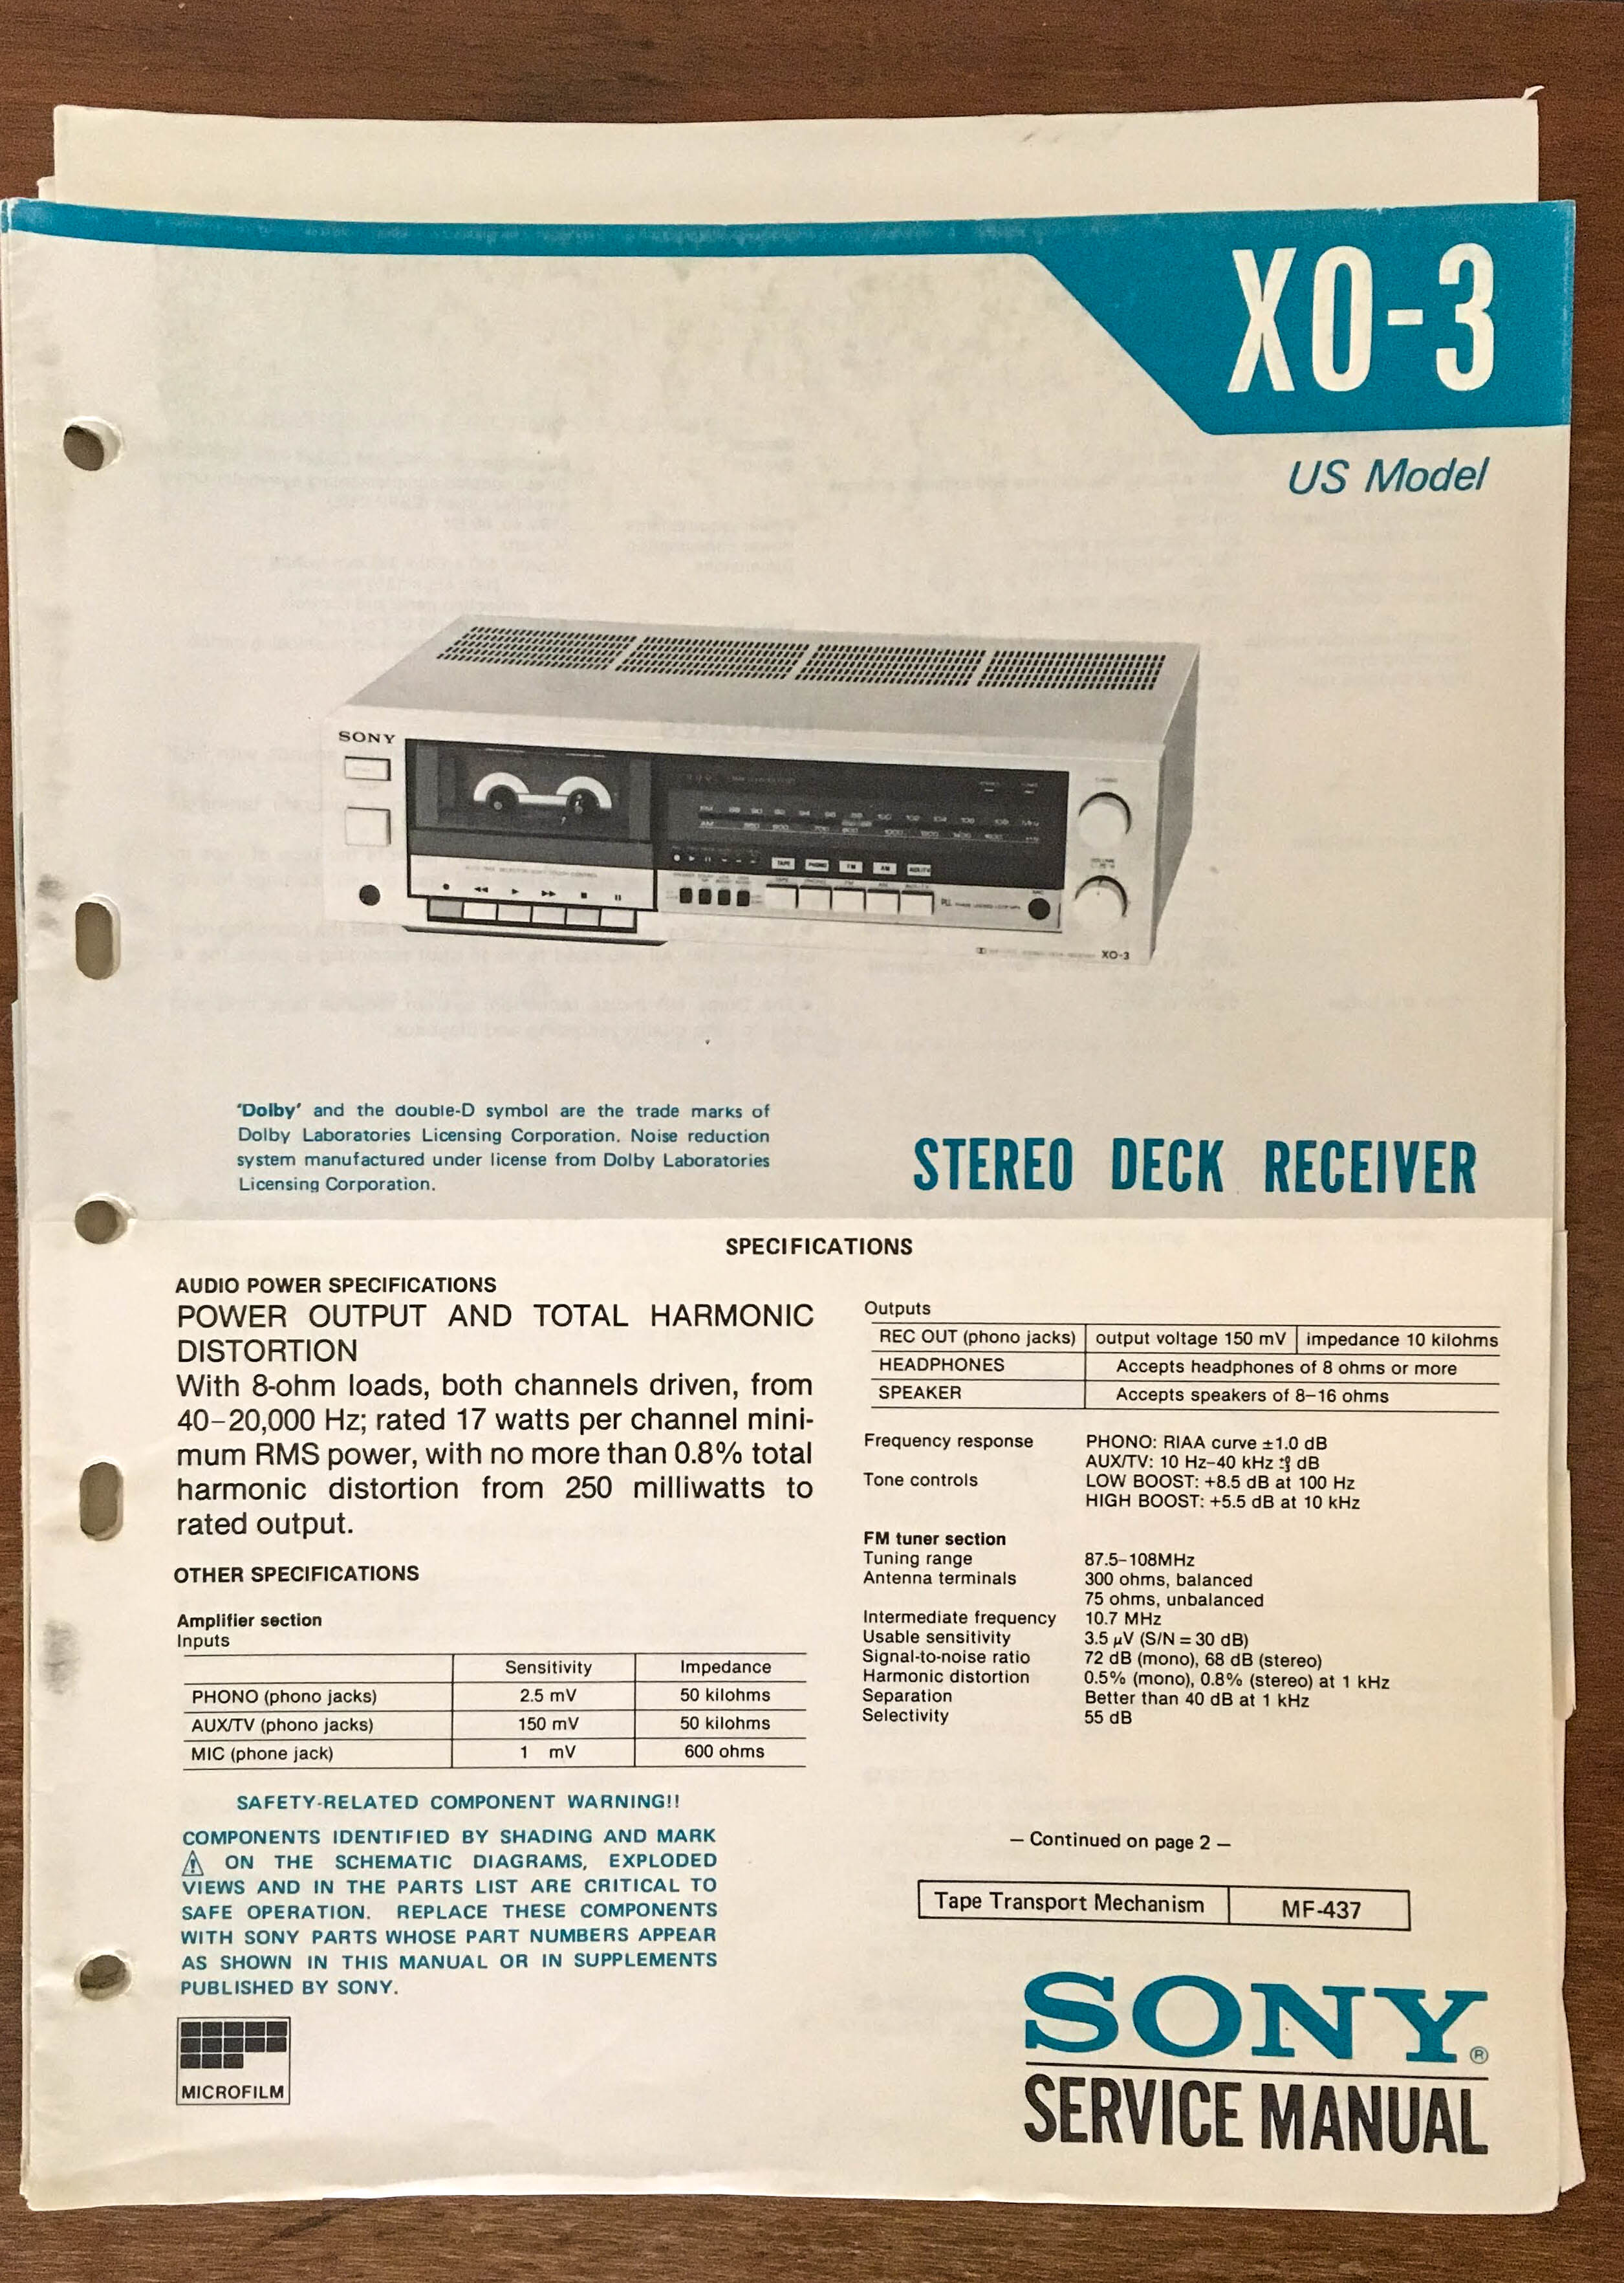 XO-3
US Model
SONY
TAPE PHONO FM AM AUX/TV
XO-3
'Dolby' and the double-D symbol are the trade marks of
Dolby Laboratories Licensing Corporation. Noise reduction
system manufactured under license from Dolby Laboratories
Licensing Corporation.
STEREO DECK RECEIVER
SPECIFICATIONS
AUDIO POWER SPECIFICATIONS
POWER OUTPUT AND TOTAL HARMONIC
DISTORTION
With 8-ohm loads, both channels driven, from
40–20,000 Hz; rated 17 watts per channel mini-
mum RMS power, with no more than 0.8% total
harmonic distortion from 250 milliwatts to
rated output.
OTHER SPECIFICATIONS
Amplifier section
Inputs
Sensitivity Impedance
PHONO (phono jacks) 2.5 mV 50 kilohms
AUX/TV (phono jacks) 150 mV 50 kilohms
MIC (phone jack) 1 mV 600 ohms
SAFETY-RELATED COMPONENT WARNING!!
COMPONENTS IDENTIFIED BY SHADING AND MARK
⚠ ON THE SCHEMATIC DIAGRAMS, EXPLODED
VIEWS AND IN THE PARTS LIST ARE CRITICAL TO
SAFE OPERATION. REPLACE THESE COMPONENTS
WITH SONY PARTS WHOSE PART NUMBERS APPEAR
AS SHOWN IN THIS MANUAL OR IN SUPPLEMENTS
PUBLISHED BY SONY.
MICROFILM
Outputs
REC OUT (phono jacks) output voltage 150 mV impedance 10 kilohms
HEADPHONES Accepts headphones of 8 ohms or more
SPEAKER Accepts speakers of 8–16 ohms
Frequency response PHONO: RIAA curve ±1.0 dB
AUX/TV: 10 Hz–40 kHz dB
Tone controls LOW BOOST: +8.5 dB at 100 Hz
HIGH BOOST: +5.5 dB at 10 kHz
FM tuner section
Tuning range 87.5–108MHz
Antenna terminals 300 ohms, balanced
75 ohms, unbalanced
Intermediate frequency 10.7 MHz
Usable sensitivity 3.5 μV (S/N = 30 dB)
Signal-to-noise ratio 72 dB (mono), 68 dB (stereo)
Harmonic distortion 0.5% (mono), 0.8% (stereo) at 1 kHz
Separation Better than 40 dB at 1 kHz
Selectivity 55 dB
— Continued on page 2 —
Tape Transport Mechanism MF-437
SONY®
SERVICE MANUAL